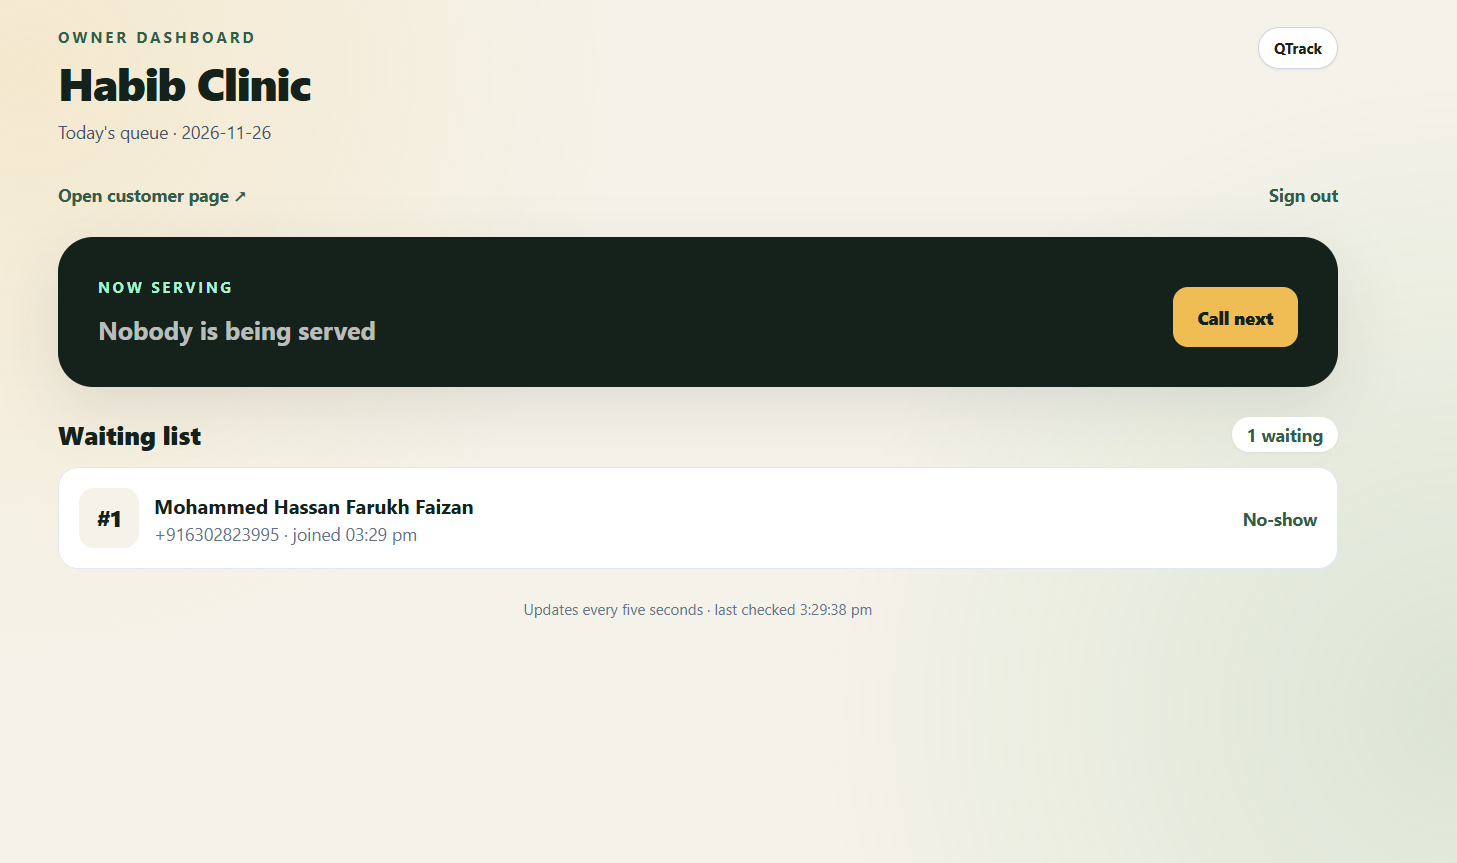 OWNER DASHBOARD
QTrack
Habib Clinic
Today's queue · 2026-11-26
Open customer page ↗
Sign out
NOW SERVING
Nobody is being served
Call next
Waiting list
1 waiting
#1
Mohammed Hassan Farukh Faizan
+916302823995 · joined 03:29 pm
No-show
Updates every five seconds · last checked 3:29:38 pm